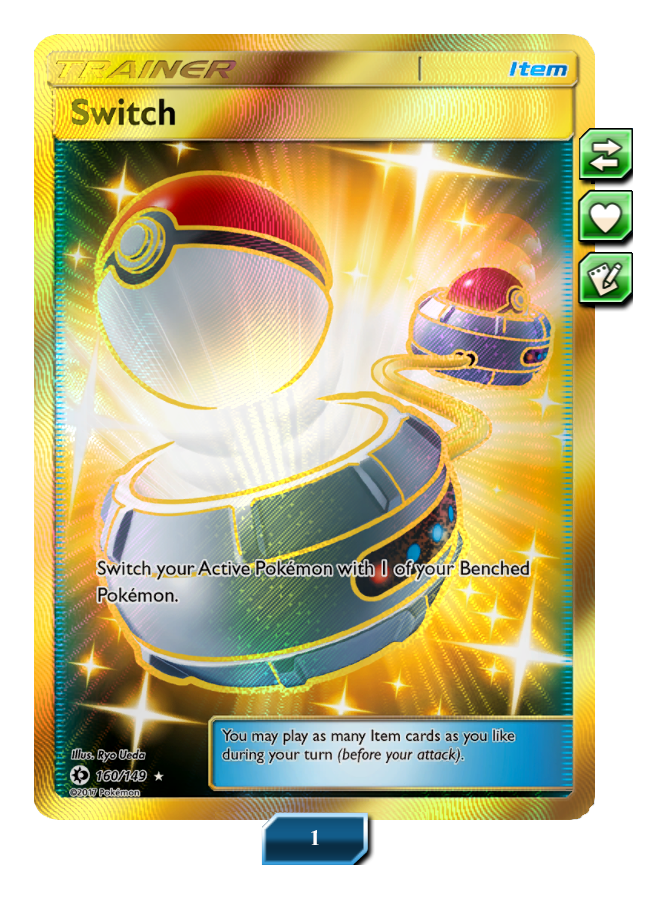 TRAINER
Item
Switch
Switch your Active Pokémon with 1 of your Benched
Pokémon.
You may play as many Item cards as you like
during your turn (before your attack).
Illus. Ryo Ueda
160/149 ★
©2017 Pokémon
1